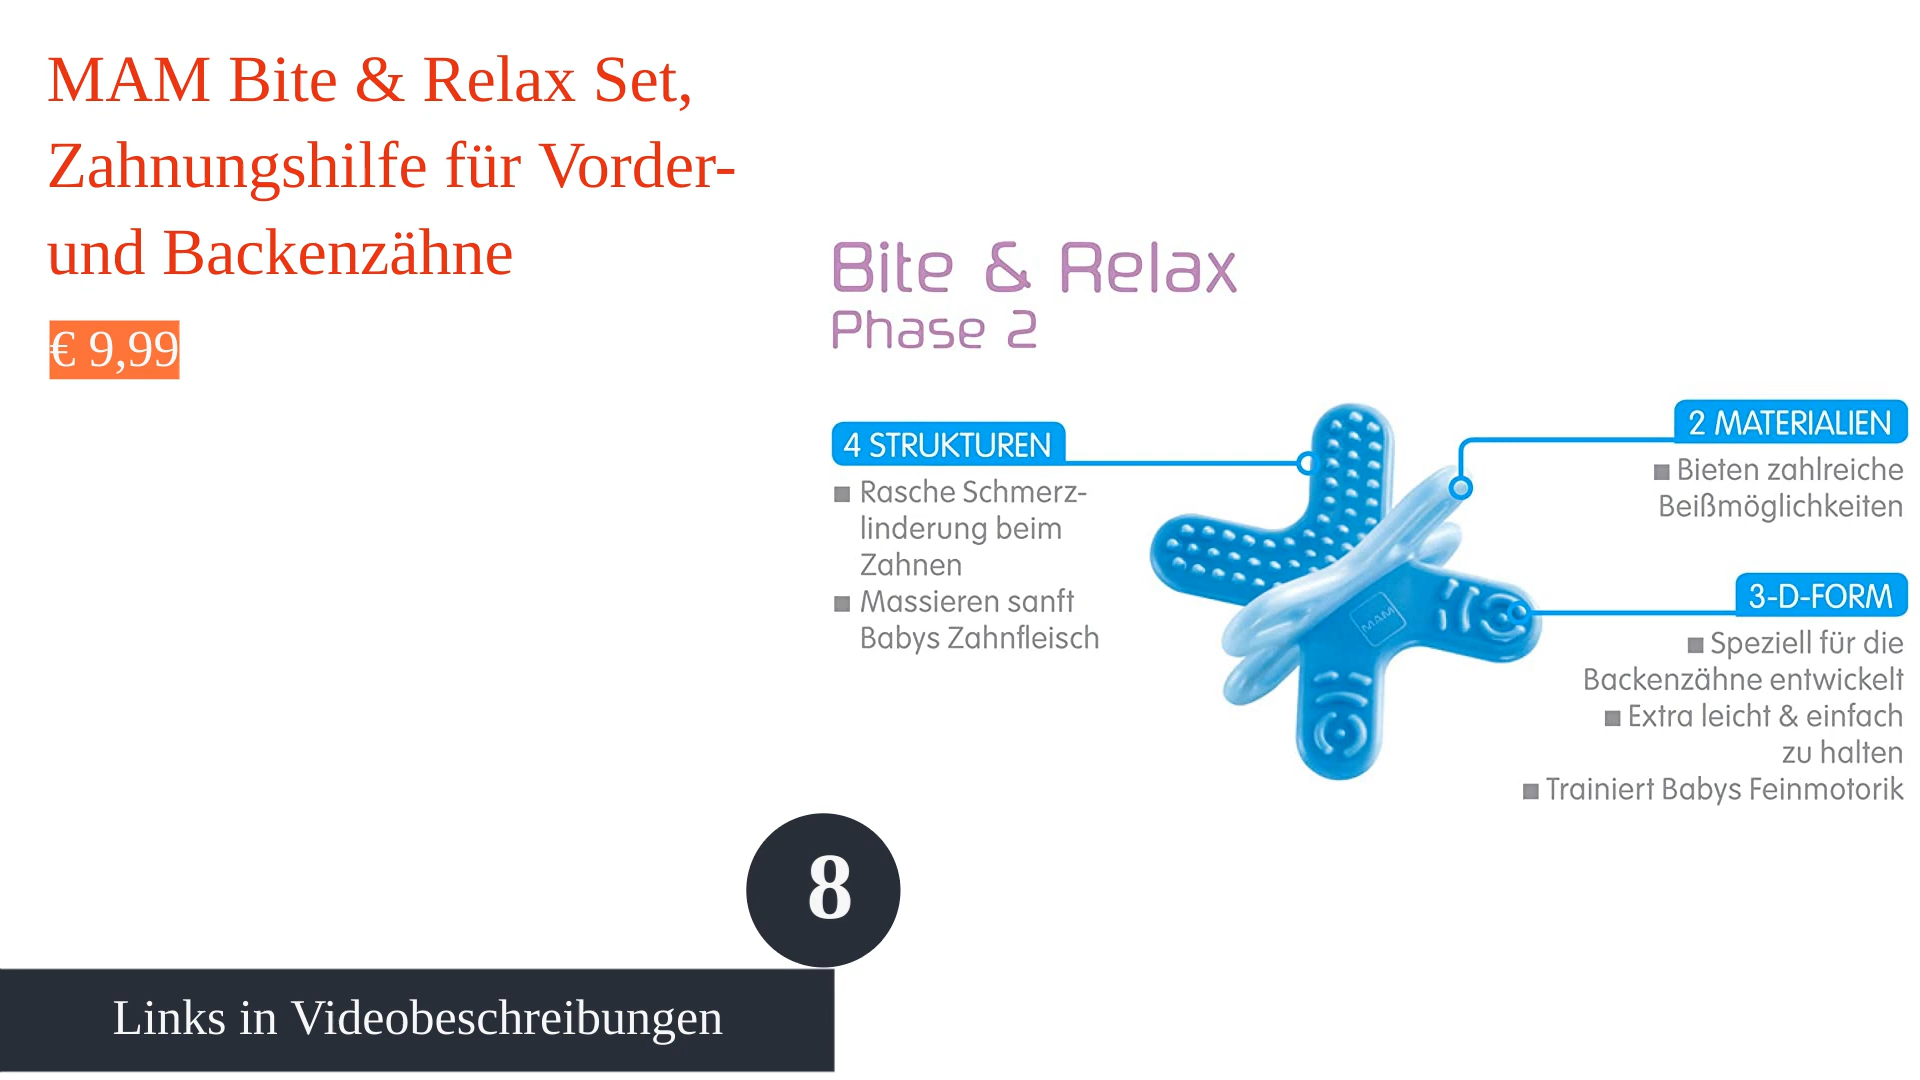 MAM Bite & Relax Set,
Zahnungshilfe für Vorder-
und Backenzähne
€ 9,99
Bite & Relax
Phase 2
4 STRUKTUREN
■ Rasche Schmerz-
linderung beim
Zahnen
■ Massieren sanft
Babys Zahnfleisch
2 MATERIALIEN
■ Bieten zahlreiche
Beißmöglichkeiten
MAM
3-D-FORM
■ Speziell für die
Backenzähne entwickelt
■ Extra leicht & einfach
zu halten
■ Trainiert Babys Feinmotorik
8
Links in Videobeschreibungen